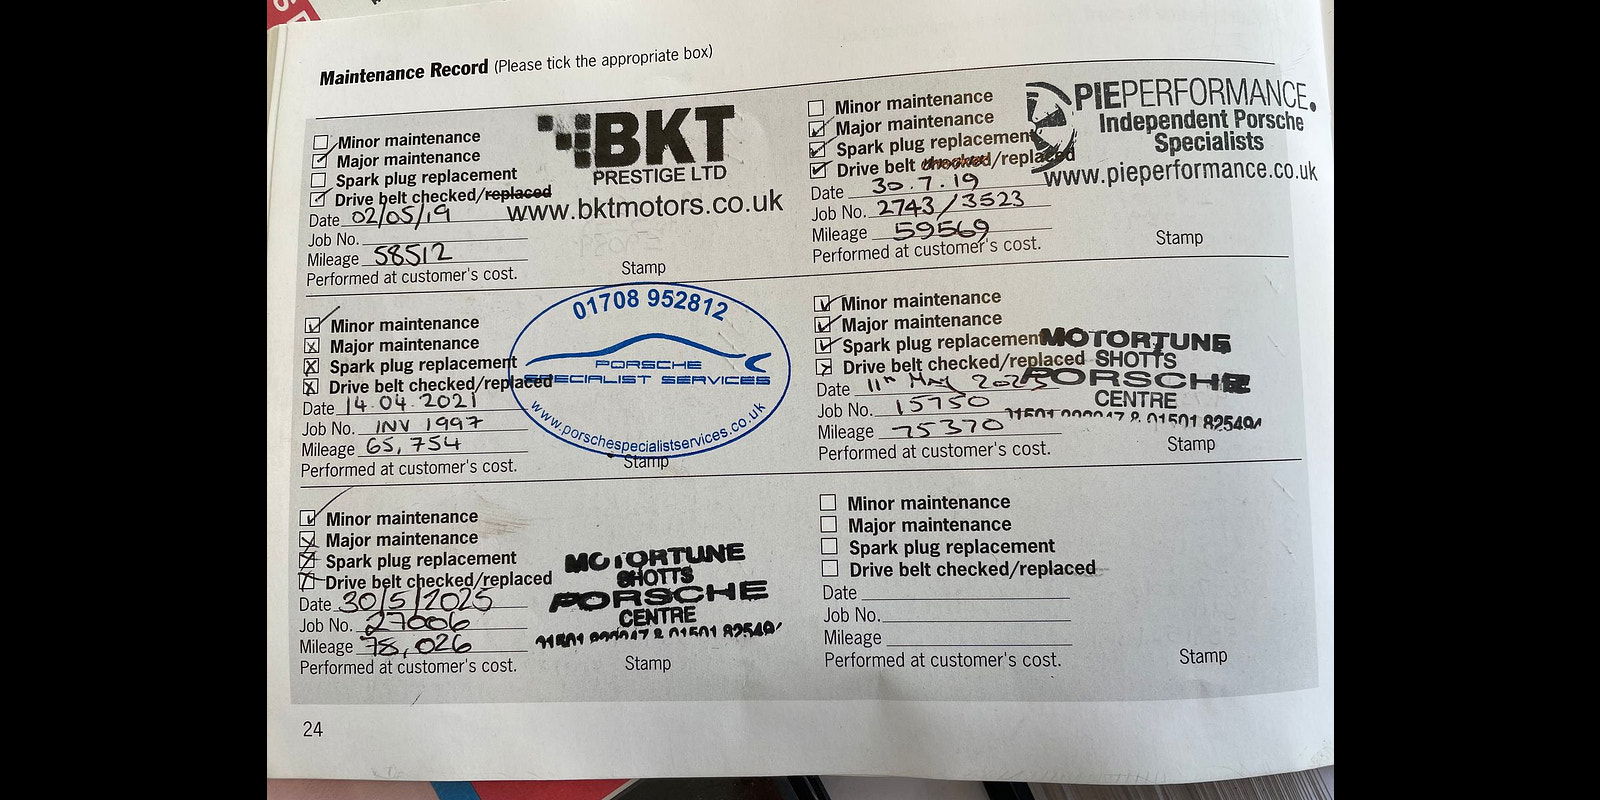 Maintenance Record (Please tick the appropriate box)
Minor maintenance
Major maintenance
Spark plug replacement
Drive belt checked/replaced
Date 02/05/19
Job No.
Mileage 58512
Performed at customer's cost.
BKT
PRESTIGE LTD
www.bktmotors.co.uk
Stamp
Minor maintenance
Major maintenance
Spark plug replacement
Drive belt checked/replaced
Date 30.7.19
Job No. 2743/3523
Mileage 59569
Performed at customer's cost.
PIEPERFORMANCE.
Independent Porsche
Specialists
www.pieperformance.co.uk
Stamp
Minor maintenance
Major maintenance
Spark plug replacement
Drive belt checked/replaced
Date 14.04.2021
Job No. INV 1997
Mileage 65,754
Performed at customer's cost.
01708 952812
PORSCHE
SPECIALIST SERVICES
www.porschespecialistservices.co.uk
Stamp
Minor maintenance
Major maintenance
Spark plug replacement
Drive belt checked/replaced
Date 11th May
Job No. 15750
Mileage 75370
Performed at customer's cost.
MOTORTUNE
SHOTTS
PORSCHE
CENTRE
& 01501 825494
Stamp
Minor maintenance
Major maintenance
Spark plug replacement
Drive belt checked/replaced
Date 30/5/2025
Job No. 27006
Mileage 78,026
Performed at customer's cost.
MOTORTUNE
SHOTTS
PORSCHE
CENTRE
& 01501
Stamp
Minor maintenance
Major maintenance
Spark plug replacement
Drive belt checked/replaced
Date
Job No.
Mileage
Performed at customer's cost.
Stamp
24